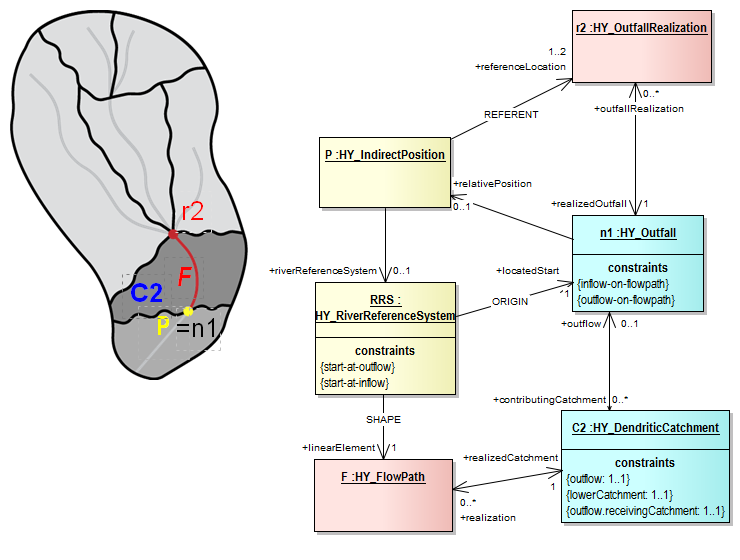 r2
F
C2
P
=n1
r2 :HY_OutfallRealization
1..2
+referenceLocation
0..*
+outfallRealization
REFERENT
P :HY_IndirectPosition
+relativePosition
0..1
+realizedOutfall
1
n1 :HY_Outfall
constraints
{inflow-on-flowpath}
{outflow-on-flowpath}
+riverReferenceSystem
0..1
+locatedStart
1
ORIGIN
RRS :
HY_RiverReferenceSystem
constraints
{start-at-outflow}
{start-at-inflow}
+outflow
0..1
+contributingCatchment
0..*
SHAPE
+linearElement
1
C2 :HY_DendriticCatchment
constraints
{outflow: 1..1}
{lowerCatchment: 1..1}
{outflow.receivingCatchment: 1..1}
+realizedCatchment
1
F :HY_FlowPath
0..*
+realization